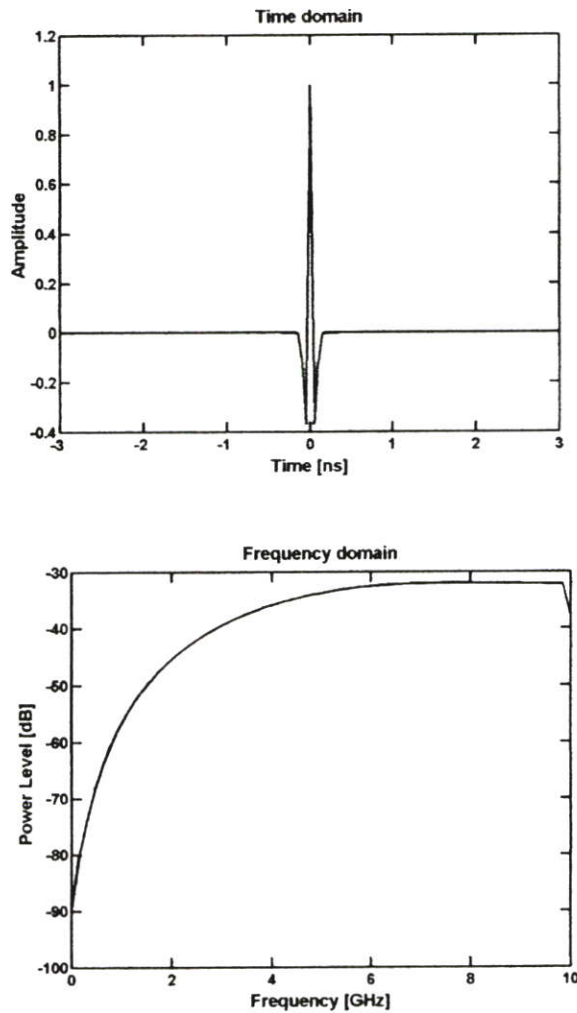 Time domain
1.2
1
0.8
0.6
0.4
0.2
0
-0.2
-0.4
Amplitude
-3 -2 -1 0 1 2 3
Time [ns]
Frequency domain
-30
-40
-50
-60
-70
-80
-90
-100
Power Level [dB]
0 2 4 6 8 10
Frequency [GHz]